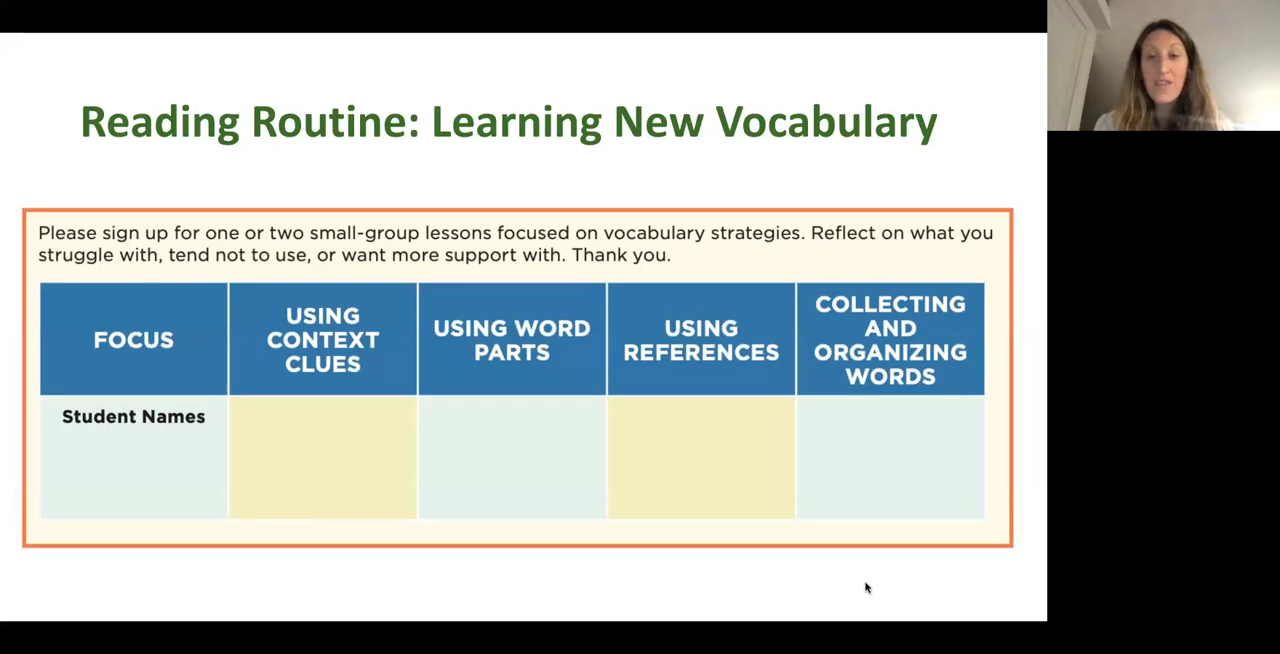 Reading Routine: Learning New Vocabulary
Please sign up for one or two small-group lessons focused on vocabulary strategies. Reflect on what you
struggle with, tend not to use, or want more support with. Thank you.
FOCUS
USING
CONTEXT
CLUES
USING WORD
PARTS
USING
REFERENCES
COLLECTING
AND
ORGANIZING
WORDS
Student Names